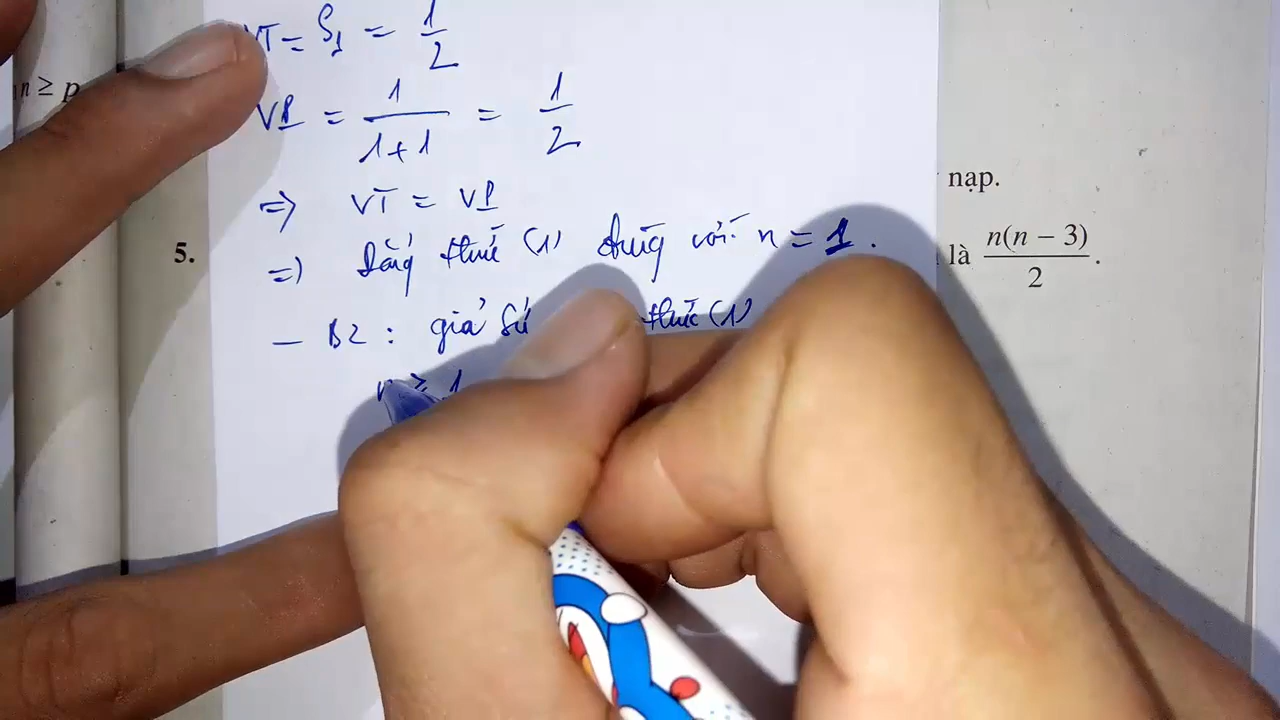 n ≥ p
VT = S₁ = 1/2
VP = 1/(1+1) = 1/2
=> VT = VP
=> đẳng thức (1) đúng với n = 1.
nạp.
5.
là n(n − 3)/2.
– B2 : giả sử thức (1)
≥ 1